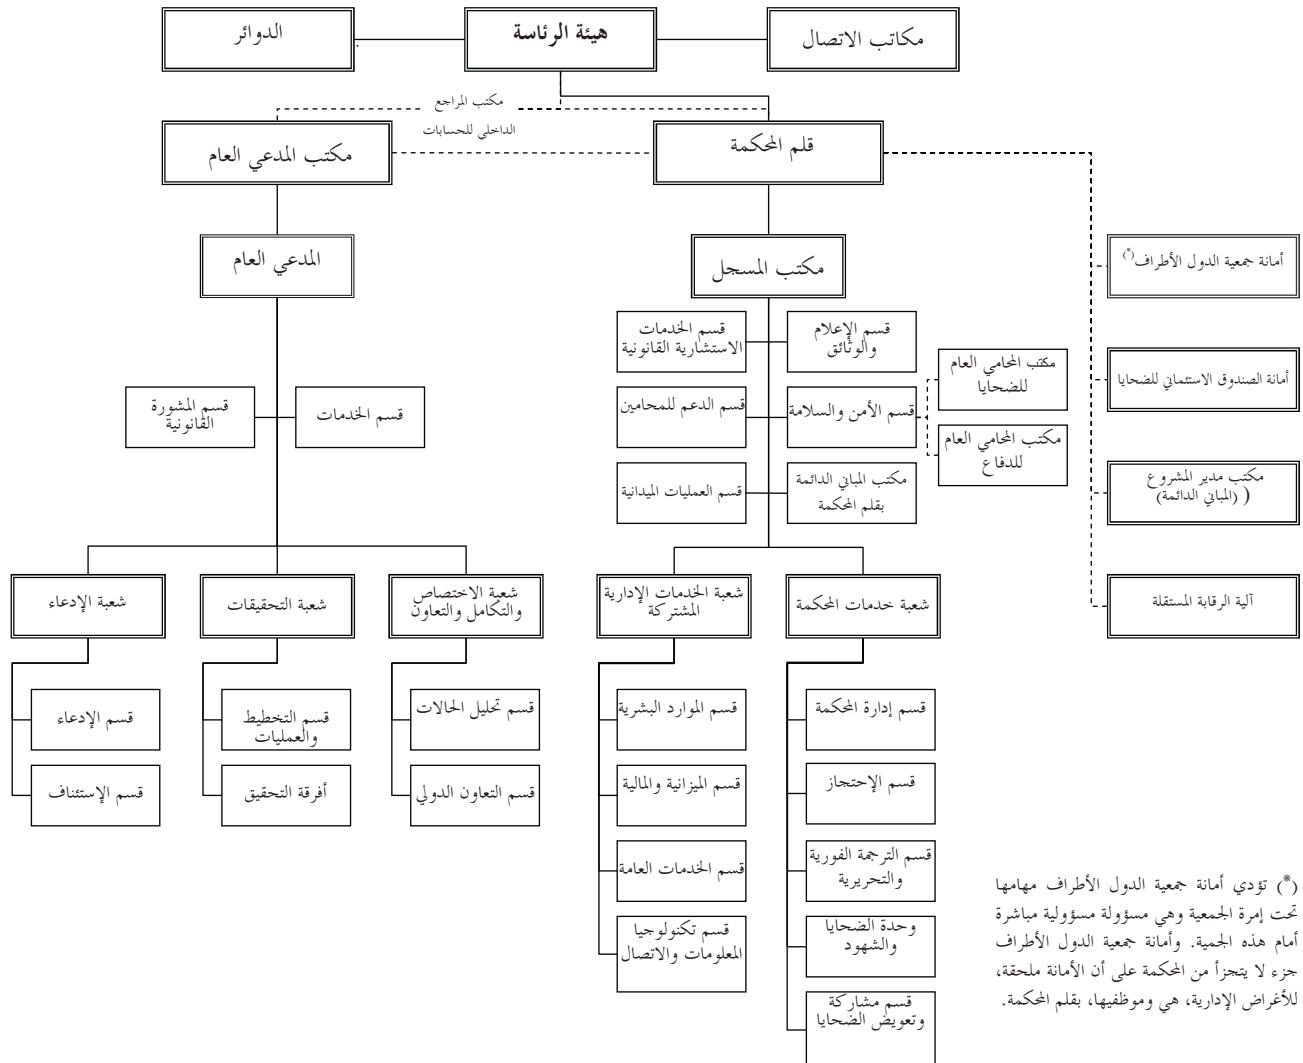 مكاتب الاتصال
هيئة الرئاسة
الدوائر
مكتب المراجع
الداخلي للحسابات
قلم المحكمة
مكتب المدعي العام
مكتب المسجل
المدعي العام
أمانة جمعية الدول الأطراف(*)
أمانة الصندوق الاستئماني للضحايا
مكتب مدير المشروع
( (المباني الدائمة)
آلية الرقابة المستقلة
قسم الإعلام
والوثائق
قسم الخدمات
الاستشارية القانونية
مكتب المحامي العام
للضحايا
قسم الأمن والسلامة
قسم الدعم للمحامين
مكتب المحامي العام
للدفاع
مكتب المباني الدائمة
بقلم المحكمة
قسم العمليات الميدانية
قسم الخدمات
قسم المشورة
القانونية
شعبة خدمات المحكمة
شعبة الخدمات الإدارية
المشتركة
شعبة الاختصاص
والتكامل والتعاون
شعبة التحقيقات
شعبة الإدعاء
قسم إدارة المحكمة
قسم الإحتجاز
قسم الترجمة الفورية
والتحريرية
وحدة الضحايا
والشهود
قسم مشاركة
وتعويض الضحايا
قسم الموارد البشرية
قسم الميزانية والمالية
قسم الخدمات العامة
قسم تكنولوجيا
المعلومات والاتصال
قسم تحليل الحالات
قسم التعاون الدولي
قسم التخطيط
والعمليات
أفرقة التحقيق
قسم الإدعاء
قسم الإستئناف
(*) تؤدي أمانة جمعية الدول الأطراف مهامها
تحت إمرة الجمعية وهي مسؤولة مسؤولية مباشرة
أمام هذه الجمية. وأمانة جمعية الدول الأطراف
جزء لا يتجزأ من المحكمة على أن الأمانة ملحقة،
للأغراض الإدارية، هي وموظفيها، بقلم المحكمة.